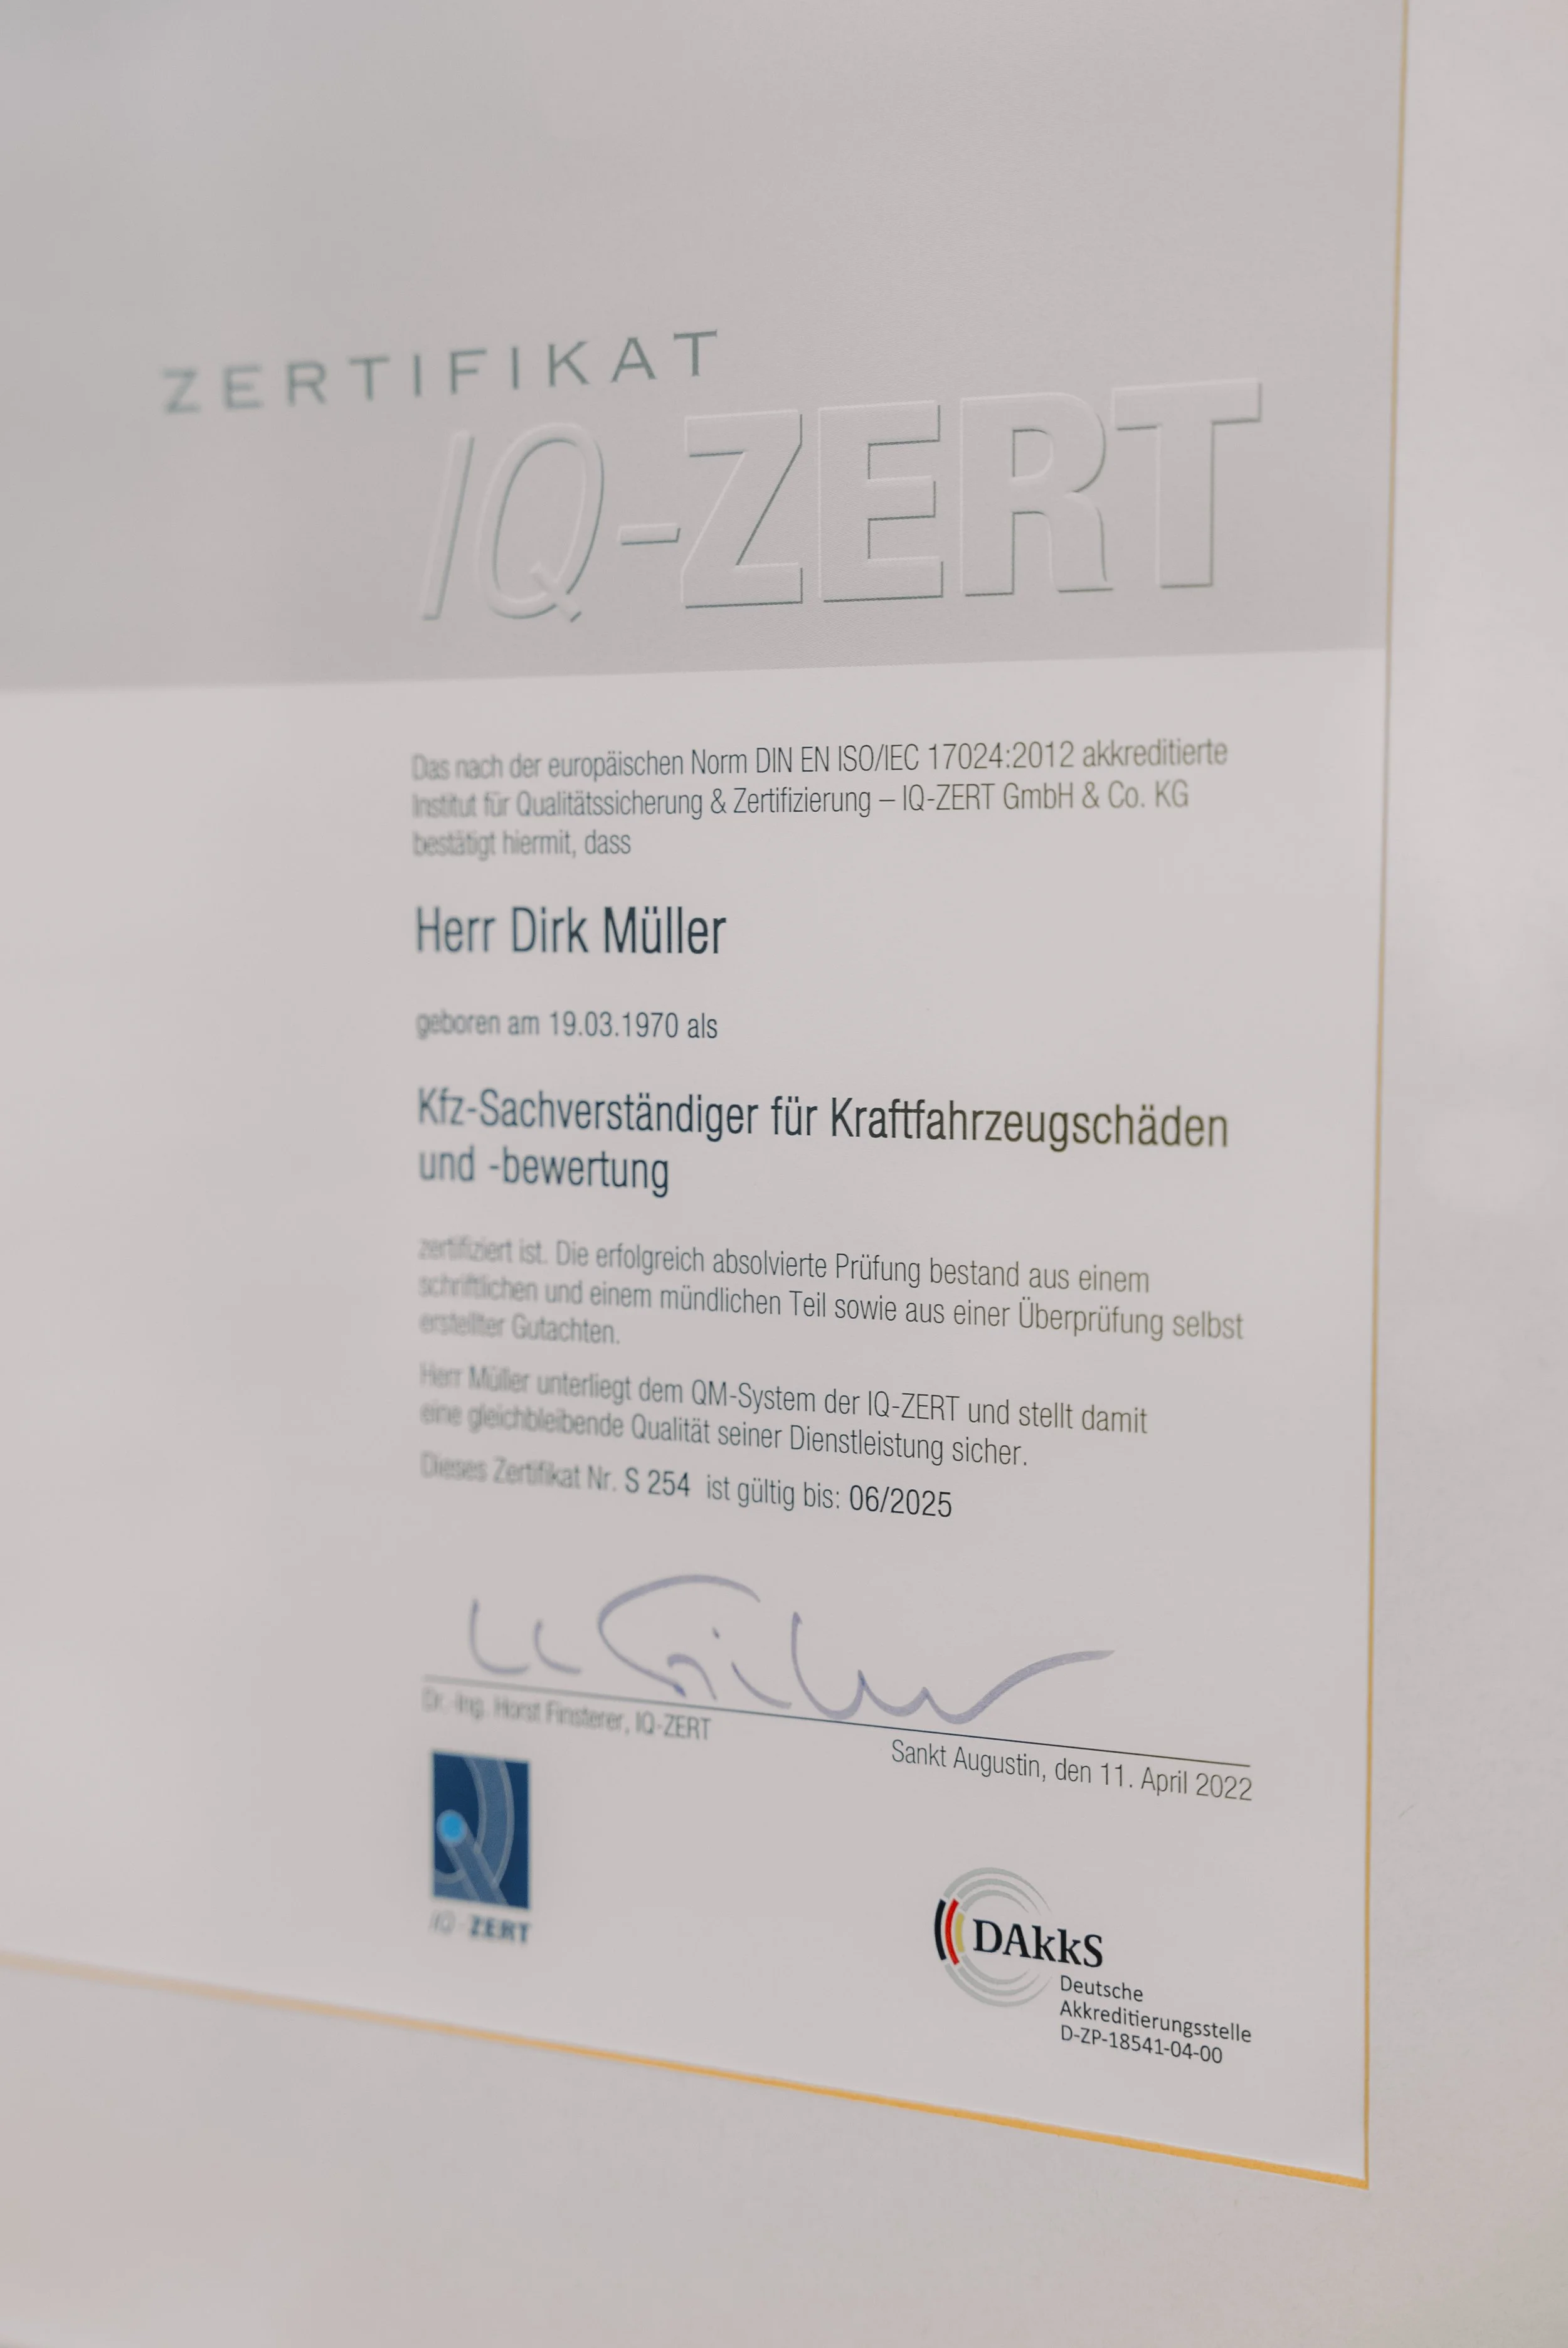 ZERTIFIKAT
IQ-ZERT
Das nach der europäischen Norm DIN EN ISO/IEC 17024:2012 akkreditierte
Institut für Qualitätssicherung & Zertifizierung – IQ-ZERT GmbH & Co. KG
bestätigt hiermit, dass
Herr Dirk Müller
geboren am 19.03.1970 als
Kfz-Sachverständiger für Kraftfahrzeugschäden
und -bewertung
zertifiziert ist. Die erfolgreich absolvierte Prüfung bestand aus einem
schriftlichen und einem mündlichen Teil sowie aus einer Überprüfung selbst
erstellter Gutachten.
Herr Müller unterliegt dem QM-System der IQ-ZERT und stellt damit
eine gleichbleibende Qualität seiner Dienstleistung sicher.
Dieses Zertifikat Nr. S 254 ist gültig bis: 06/2025
Dr.-Ing. Horst Finsterer, IQ-ZERT
Sankt Augustin, den 11. April 2022
IQ-ZERT
DAkkS
Deutsche
Akkreditierungsstelle
D-ZP-18541-04-00